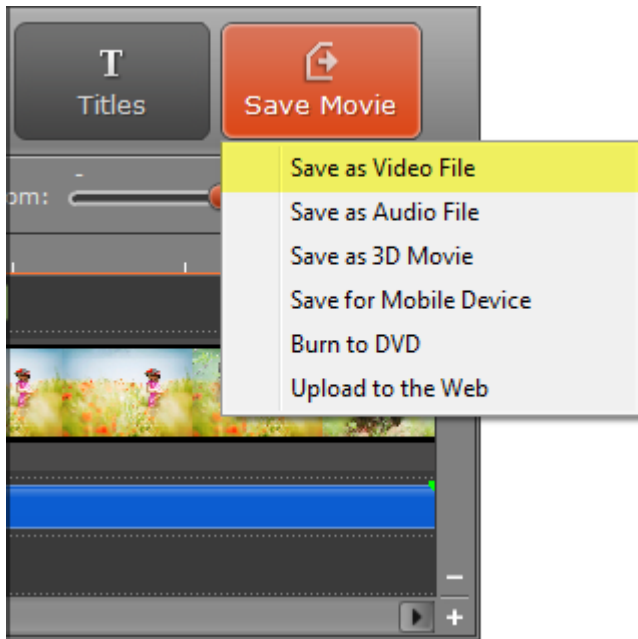 T
Titles
Save Movie
om:
-
Save as Video File
Save as Audio File
Save as 3D Movie
Save for Mobile Device
Burn to DVD
Upload to the Web
-
+